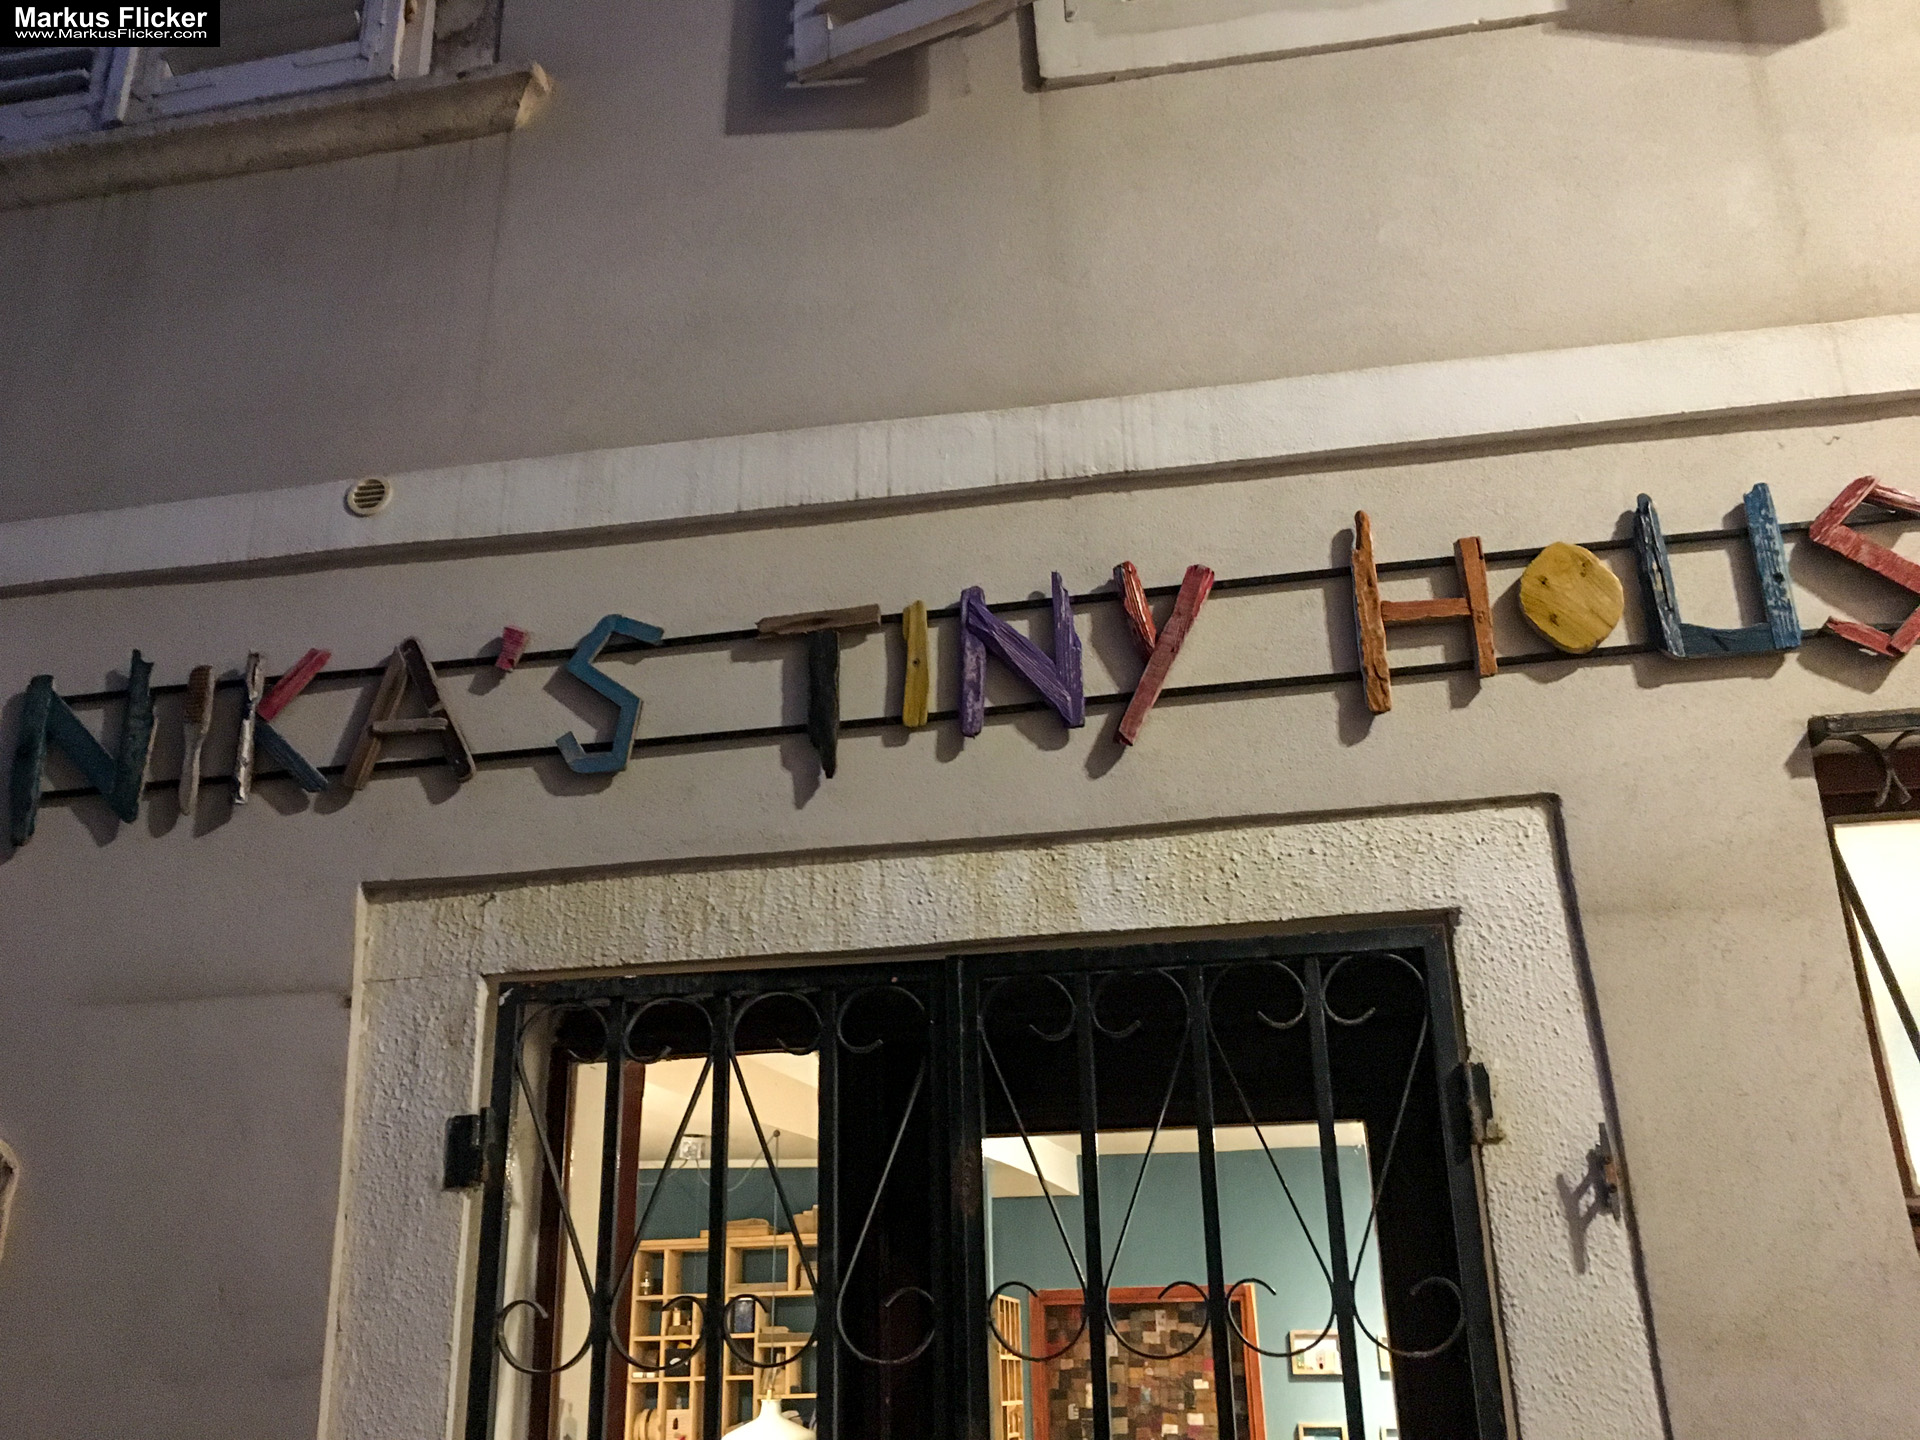 Markus Flicker
www.MarkusFlicker.com
NIKA'S TINY HOUS